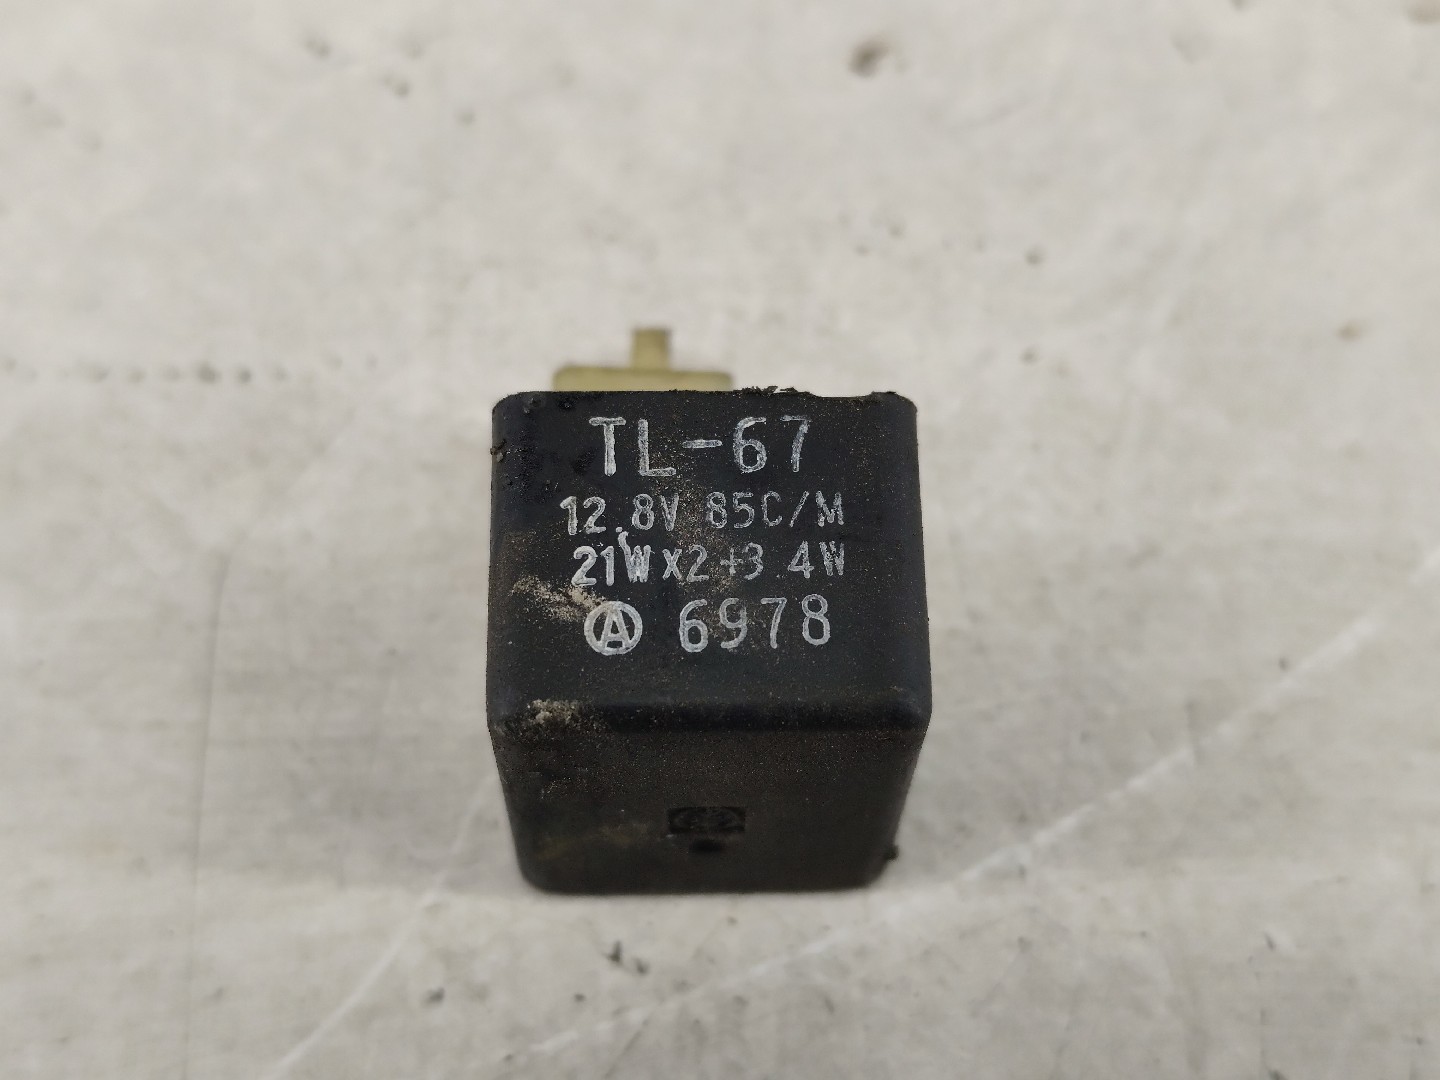 TL-67
12.8V 85C/M
21W x2+3.4W
Ⓐ 6978